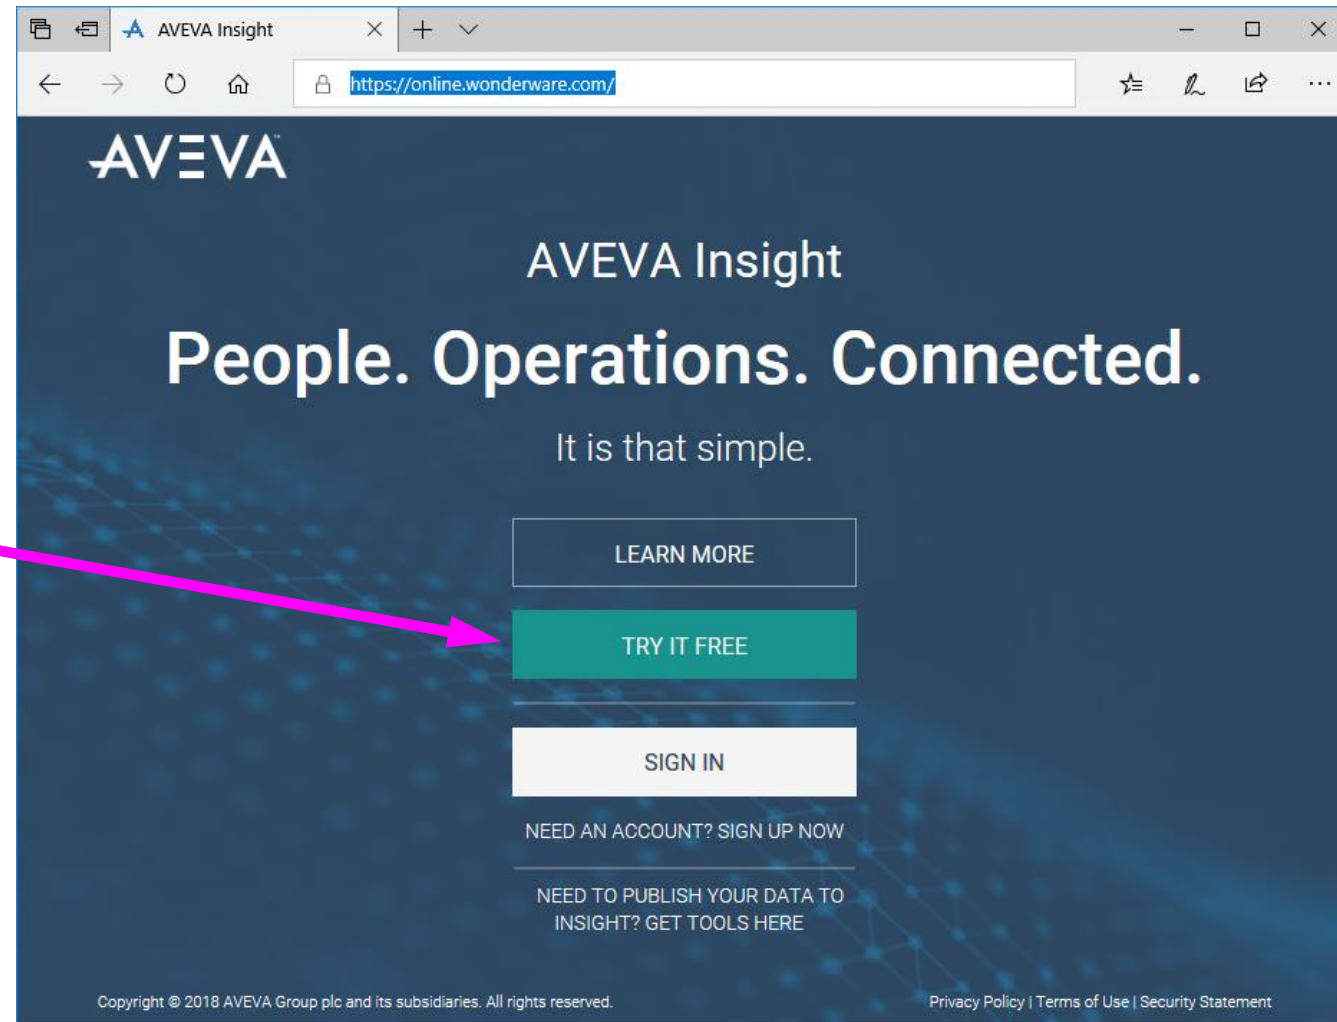 AVEVA Insight
https://online.wonderware.com/
AVEVA™
AVEVA Insight
People. Operations. Connected.
It is that simple.
LEARN MORE
TRY IT FREE
SIGN IN
NEED AN ACCOUNT? SIGN UP NOW
NEED TO PUBLISH YOUR DATA TO
INSIGHT? GET TOOLS HERE
Copyright © 2018 AVEVA Group plc and its subsidiaries. All rights reserved.
Privacy Policy | Terms of Use | Security Statement